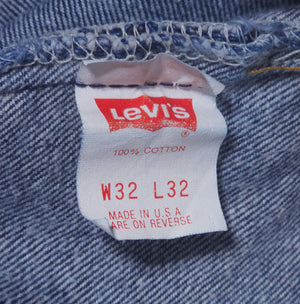 Levi's
®
100% COTTON
W32 L32
MADE IN U.S.A
CARE ON REVERSE